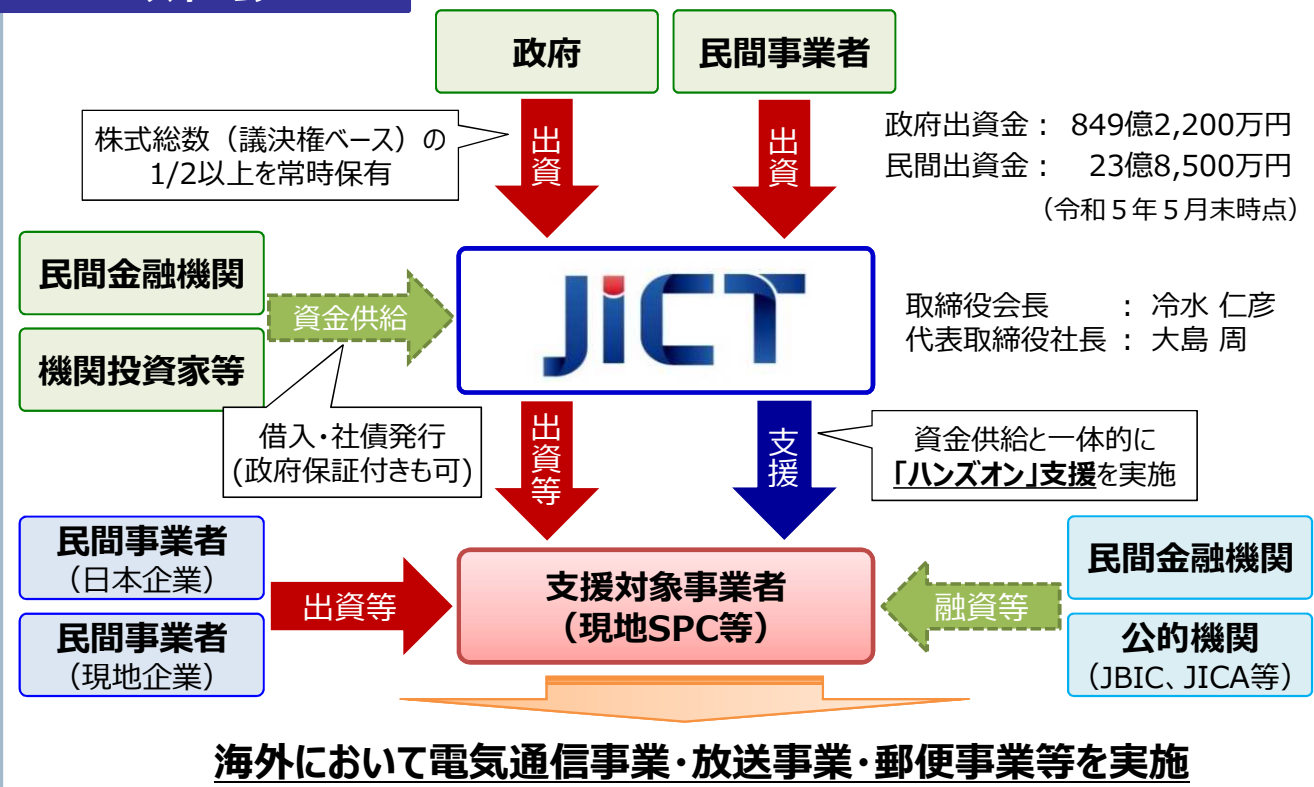 政府
民間事業者
株式総数（議決権ベース）の
1/2以上を常時保有
出資
出資
政府出資金： 849億2,200万円
民間出資金： 23億8,500万円
（令和５年５月末時点）
民間金融機関
機関投資家等
資金供給
JiCT
取締役会長 ： 冷水 仁彦
代表取締役社長 ： 大島 周
借入・社債発行
(政府保証付きも可)
出資等
支援
資金供給と一体的に
「ハンズオン」支援を実施
民間事業者
（日本企業）
民間事業者
（現地企業）
出資等
支援対象事業者
（現地SPC等）
融資等
民間金融機関
公的機関
（JBIC、JICA等）
海外において電気通信事業・放送事業・郵便事業等を実施